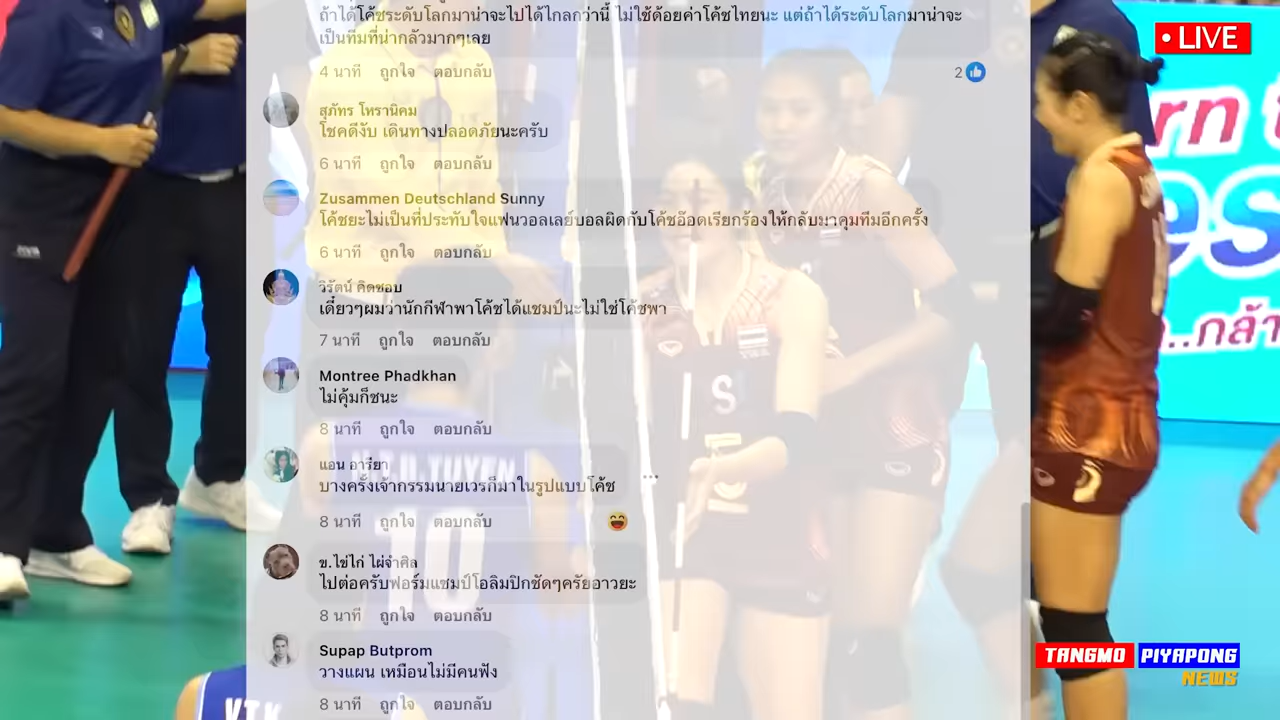 ถ้าได้โค้ชระดับโลกมาน่าจะไปได้ไกลกว่านี้ ไม่ใช้ด้อยค่าโค้ชไทยนะ แต่ถ้าได้ระดับโลกมาน่าจะ
เป็นทีมที่น่ากลัวมากๆเลย
4 นาที ถูกใจ ตอบกลับ 2
สุภัทร โหรานิคม
โชคดีงับ เดินทางปลอดภัยนะครับ
6 นาที ถูกใจ ตอบกลับ
Zusammen Deutschland Sunny
โค้ชยะไม่เป็นที่ประทับใจแฟนวอลเลย์บอลผิดกับโค้ชอ๊อดเรียกร้องให้กลับมาคุมทีมอีกครั้ง
6 นาที ถูกใจ ตอบกลับ
วิรัตน์ คิดชอบ
เดี๋ยวๆผมว่านักกีฬาพาโค้ชได้แชมป์นะไม่ใช่โค้ชพา
7 นาที ถูกใจ ตอบกลับ
Montree Phadkhan
ไม่คุ้มก็ชนะ
8 นาที ถูกใจ ตอบกลับ
แอน อารียา
บางครั้งเจ้ากรรมนายเวรก็มาในรูปแบบโค้ช
8 นาที ถูกใจ ตอบกลับ
ข.ไข่ไก่ ไผ่จำศิล
ไปต่อครับฟอร์มแชมป์โอลิมปิกชัดๆครัยอาวยะ
8 นาที ถูกใจ ตอบกลับ
Supap Butprom
วางแผน เหมือนไม่มีคนฟัง
8 นาที ถูกใจ ตอบกลับ
• LIVE
rn
es
..กล้า
S
N.T.U.TUYEN
10
V.T.K
TANGMO PIYAPONG
NEWS